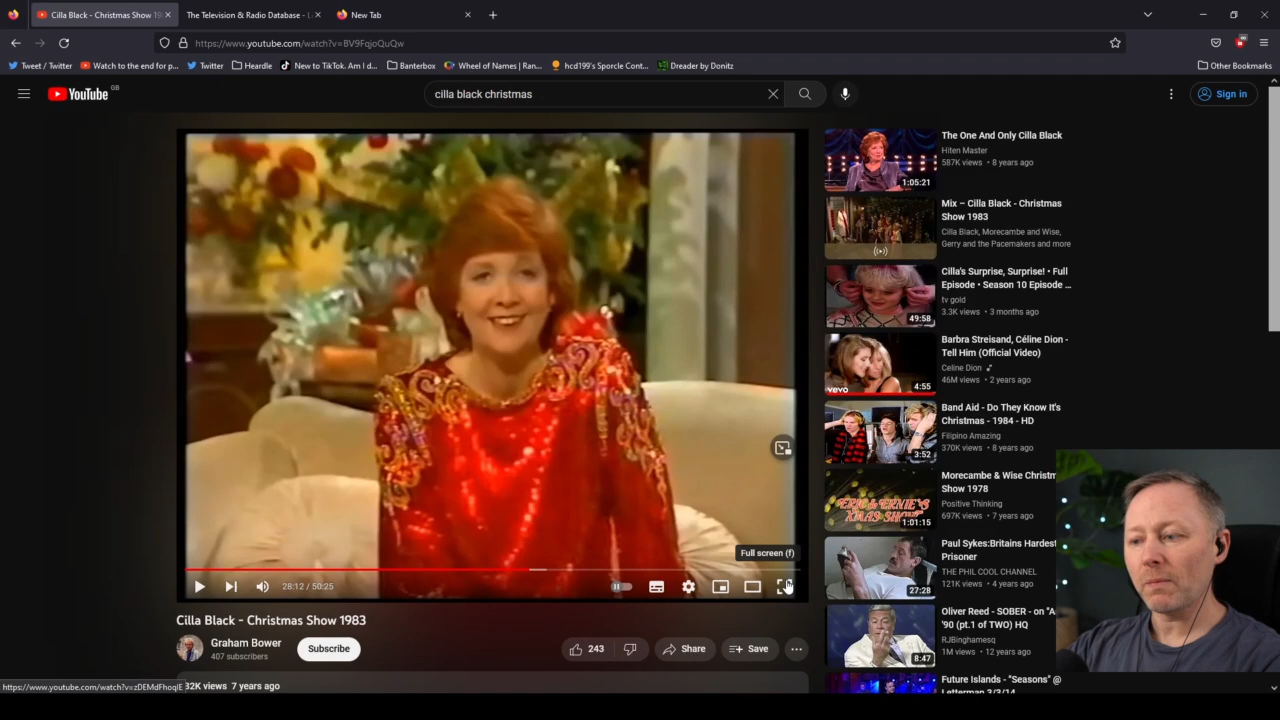 Cilla Black - Christmas Show 19
The Television & Radio Database - L
New Tab
https://www.youtube.com/watch?v=BV9FqjoQuQw
Tweet / Twitter
Watch to the end for p...
Twitter
Heardle
New to TikTok. Am I d...
Banterbox
Wheel of Names | Ran...
hcd199's Sporcle Cont...
Dreader by Donitz
Other Bookmarks
YouTube GB
cilla black christmas
Sign in
The One And Only Cilla Black
Hiten Master
587K views • 8 years ago
1:05:21
Mix – Cilla Black - Christmas
Show 1983
Cilla Black, Morecambe and Wise,
Gerry and the Pacemakers and more
Cilla's Surprise, Surprise! • Full
Episode • Season 10 Episode ...
tv gold
3.3K views • 3 months ago
49:58
Barbra Streisand, Céline Dion -
Tell Him (Official Video)
Celine Dion
46M views • 2 years ago
vevo
4:55
Band Aid - Do They Know It's
Christmas - 1984 - HD
Filipino Amazing
370K views • 8 years ago
3:52
Morecambe & Wise Christm
Show 1978
Positive Thinking
697K views • 7 years ago
ERIC & ERNIE'S
XMAS SHOW
1:01:15
Paul Sykes:Britains Hardest
Prisoner
THE PHIL COOL CHANNEL
121K views • 4 years ago
27:28
Oliver Reed - SOBER - on "A
'90 (pt.1 of TWO) HQ
RJBinghamesq
1M views • 12 years ago
8:47
Future Islands - "Seasons" @
Letterman 3/3/14
Full screen (f)
28:12 / 50:25
Cilla Black - Christmas Show 1983
Graham Bower
407 subscribers
Subscribe
243
Share
Save
https://www.youtube.com/watch?v=zDEMdFhoqlE
32K views 7 years ago